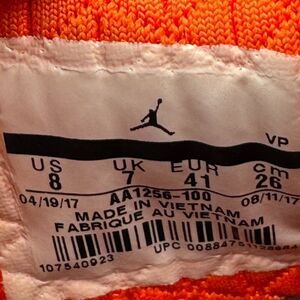 VP
US UK EUR cm
8 7 41 26
04/19/17 AA1256-100 08/11/17
MADE IN VIETNAM
FABRIQUE AU VIETNAM
UPC
107540923